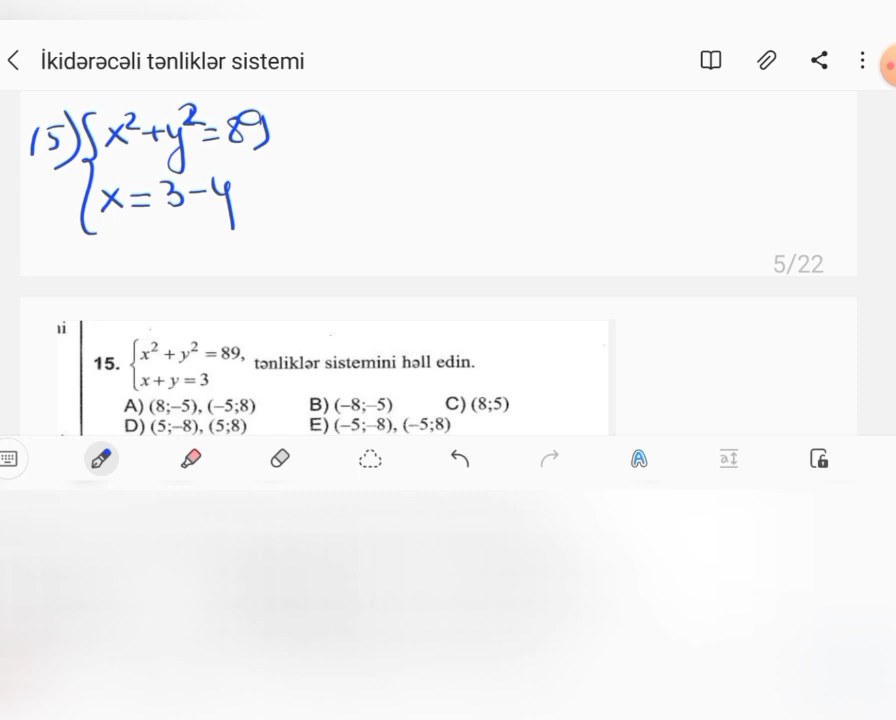 İkidərəcəli tənliklər sistemi
15) { x² + y² = 89
x = 3 - y
5/22
ni
15. { x² + y² = 89, tənliklər sistemini həll edin.
x + y = 3
A) (8;–5), (–5;8) B) (–8;–5) C) (8;5)
D) (5;–8), (5;8) E) (–5;–8), (–5;8)
A
a